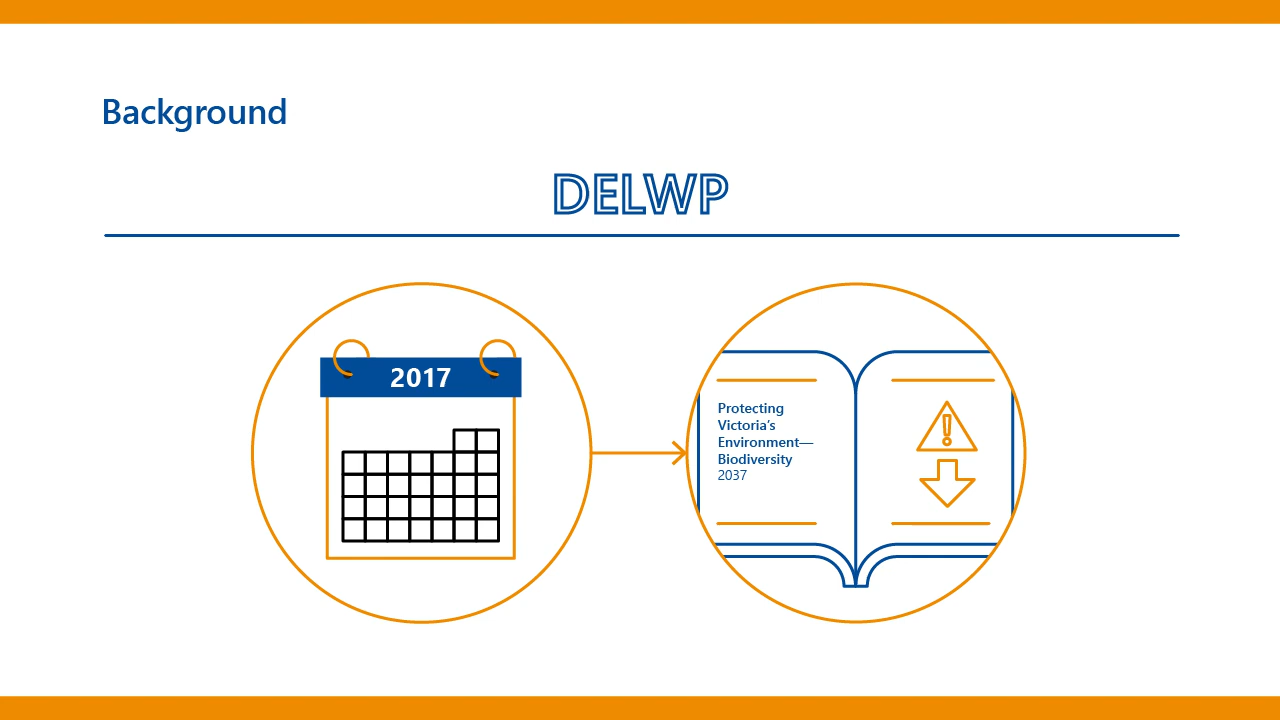 Background
DELWP
2017
Protecting
Victoria’s
Environment—
Biodiversity
2037